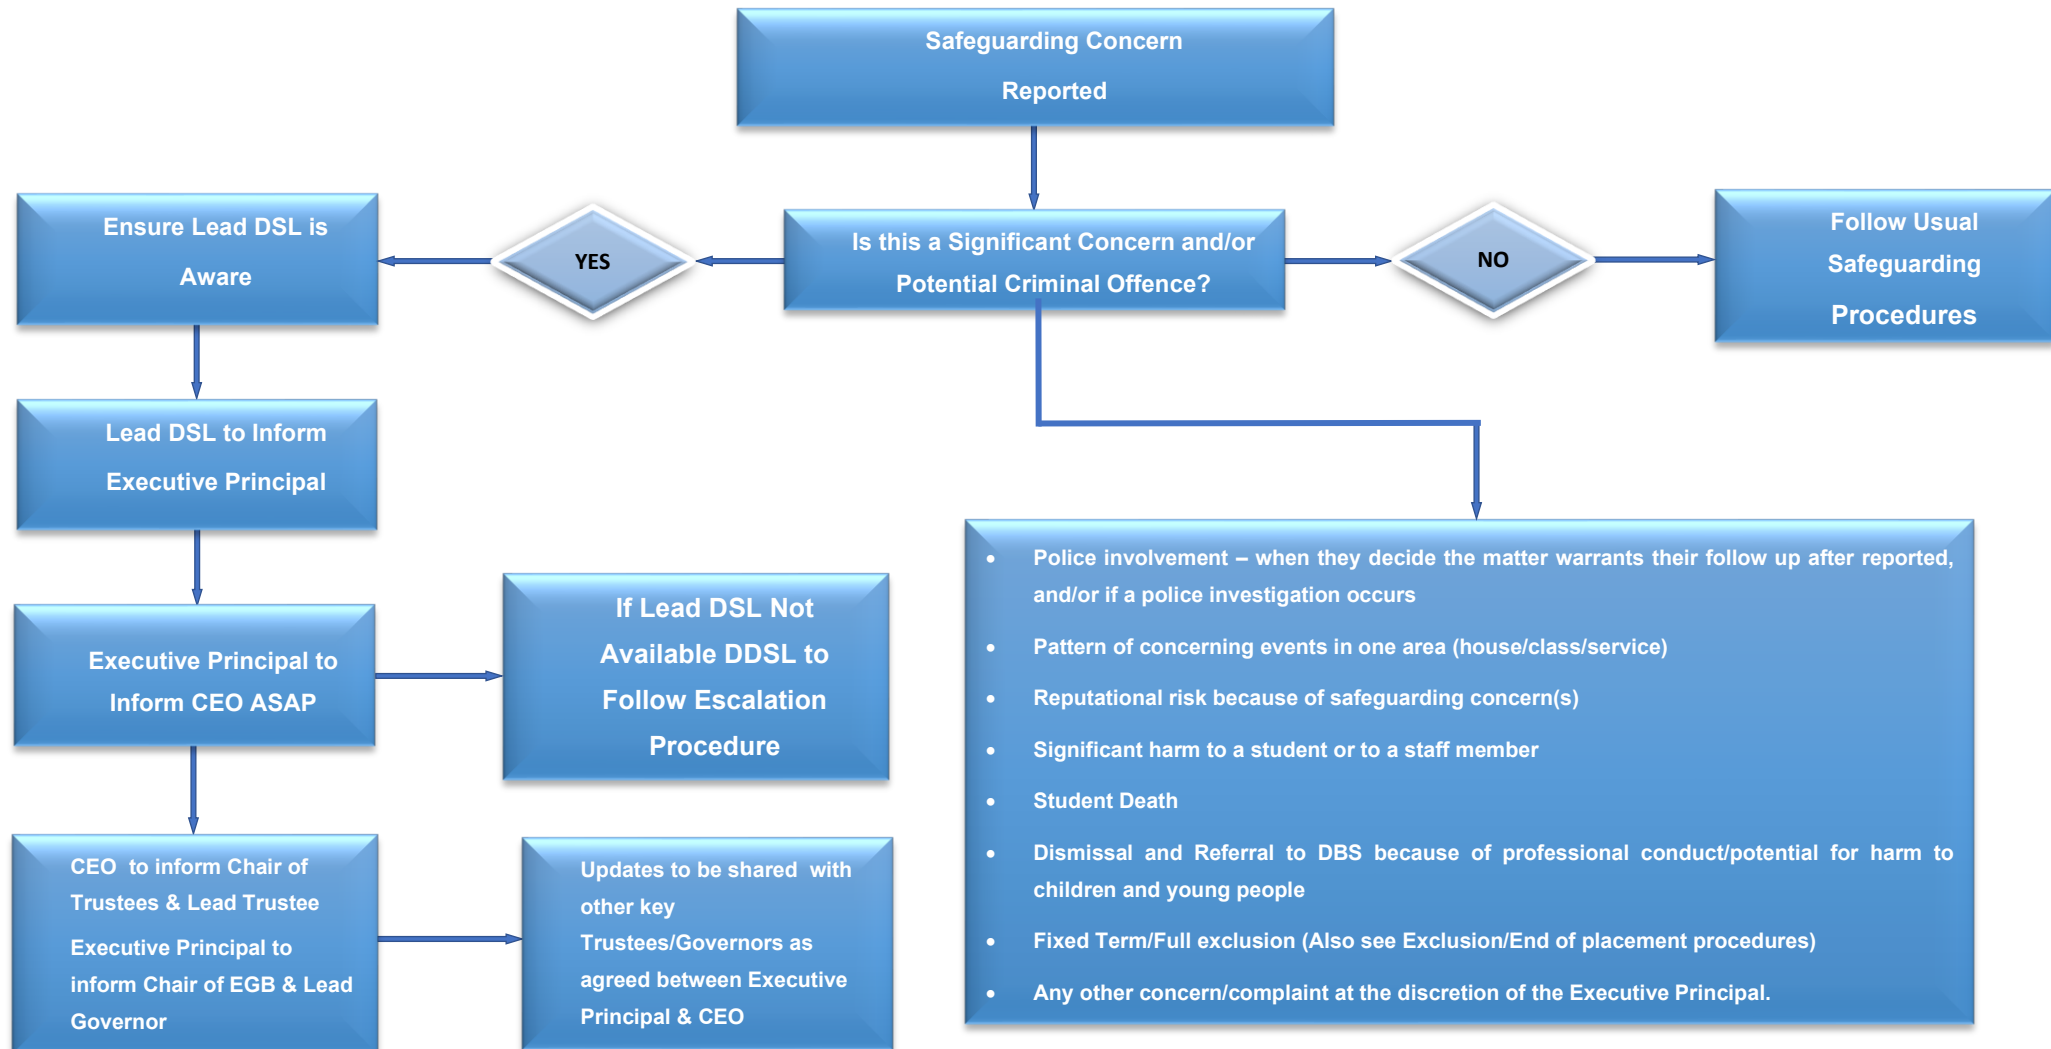 Safeguarding Concern
Reported
Ensure Lead DSL is
Aware
YES
Is this a Significant Concern and/or
Potential Criminal Offence?
NO
Follow Usual
Safeguarding
Procedures
Lead DSL to Inform
Executive Principal
Executive Principal to
Inform CEO ASAP
If Lead DSL Not
Available DDSL to
Follow Escalation
Procedure
CEO to inform Chair of
Trustees & Lead Trustee
Executive Principal to
inform Chair of EGB & Lead
Governor
Updates to be shared with
other key
Trustees/Governors as
agreed between Executive
Principal & CEO
• Police involvement – when they decide the matter warrants their follow up after reported,
and/or if a police investigation occurs
• Pattern of concerning events in one area (house/class/service)
• Reputational risk because of safeguarding concern(s)
• Significant harm to a student or to a staff member
• Student Death
• Dismissal and Referral to DBS because of professional conduct/potential for harm to
children and young people
• Fixed Term/Full exclusion (Also see Exclusion/End of placement procedures)
• Any other concern/complaint at the discretion of the Executive Principal.